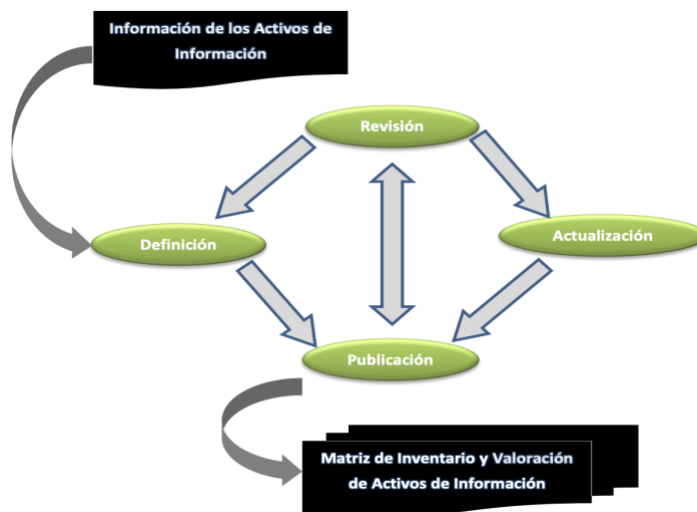 Información de los Activos de
Información
Revisión
Definición
Actualización
Publicación
Matriz de Inventario y Valoración
de Activos de Información